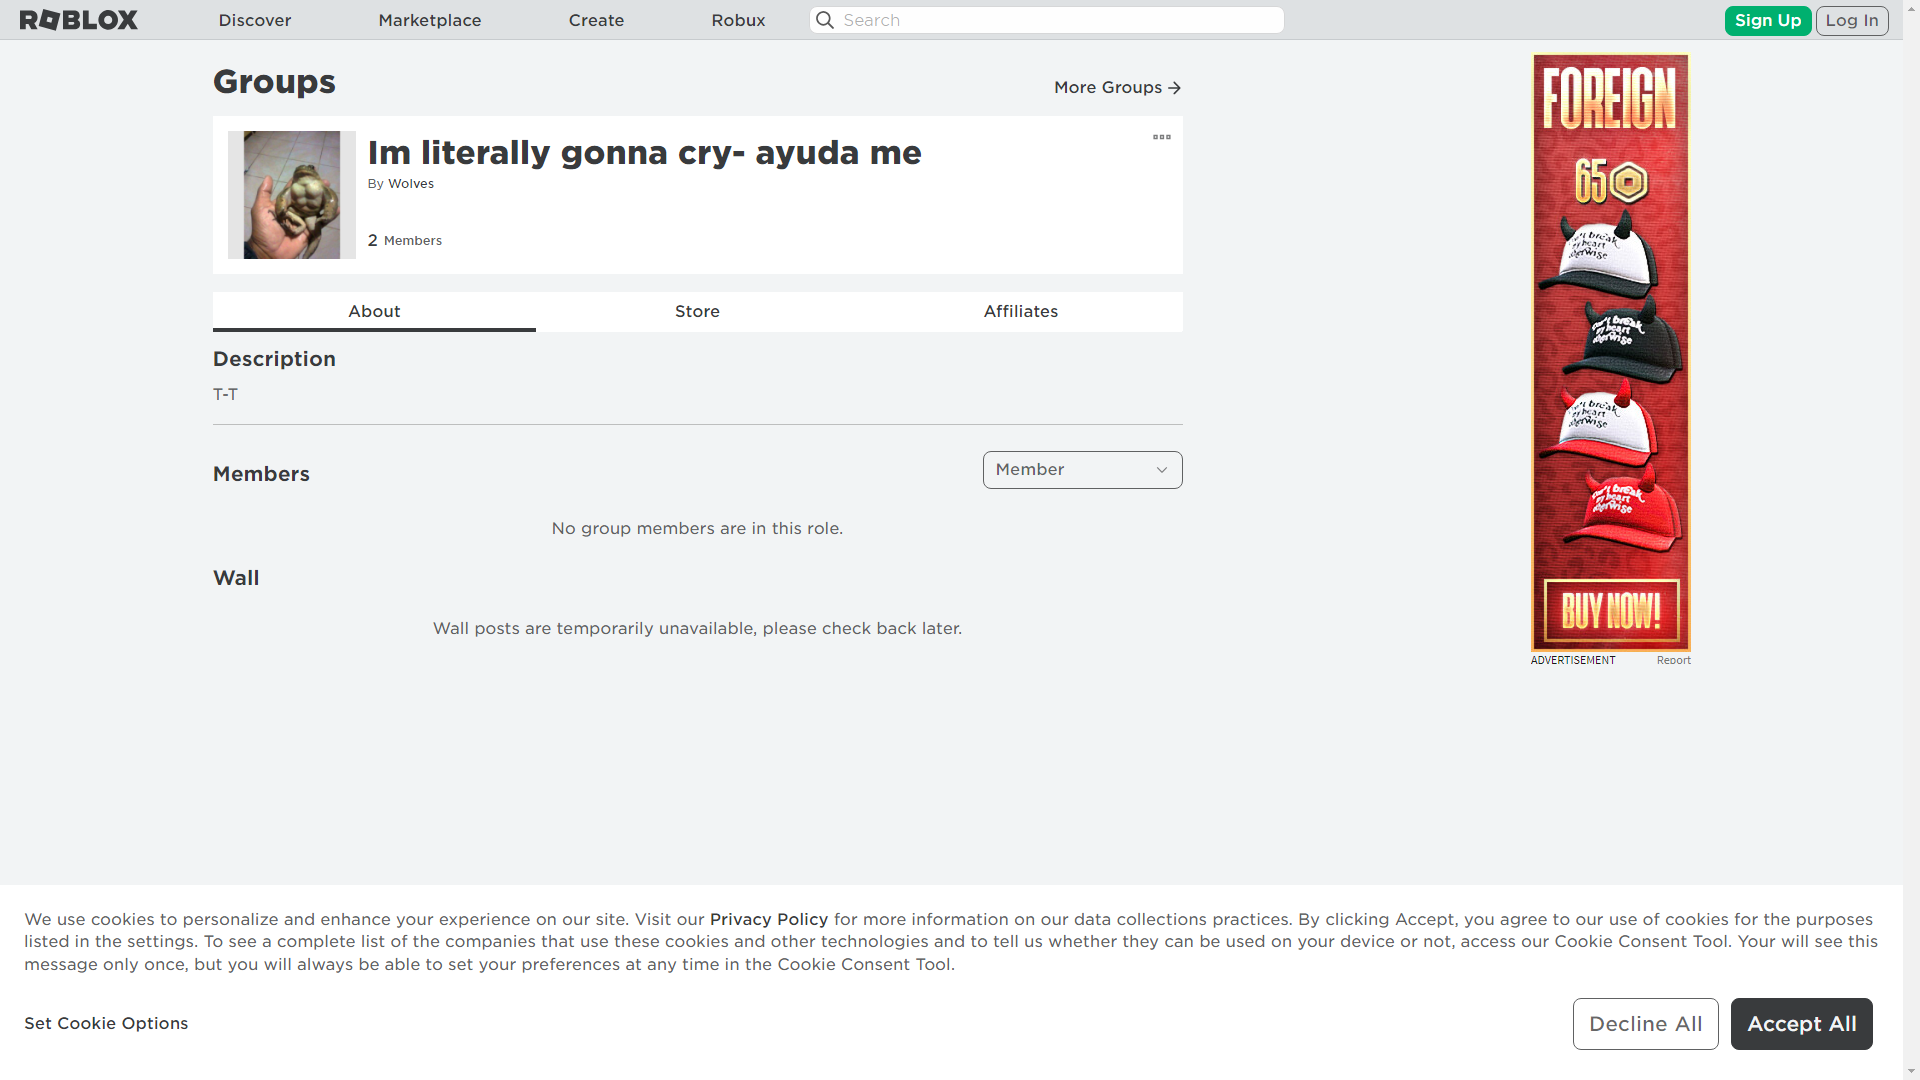 ROBLOX
Discover
Marketplace
Create
Robux
Search
Sign Up
Log In
Groups
More Groups
Im literally gonna cry- ayuda me
By Wolves
2 Members
About
Store
Affiliates
Description
T-T
Members
Member
No group members are in this role.
Wall
Wall posts are temporarily unavailable, please check back later.
FOREIGN
65
BUY NOW!
ADVERTISEMENT
Report
We use cookies to personalize and enhance your experience on our site. Visit our Privacy Policy for more information on our data collections practices. By clicking Accept, you agree to our use of cookies for the purposes
listed in the settings. To see a complete list of the companies that use these cookies and other technologies and to tell us whether they can be used on your device or not, access our Cookie Consent Tool. Your will see this
message only once, but you will always be able to set your preferences at any time in the Cookie Consent Tool.
Set Cookie Options
Decline All
Accept All